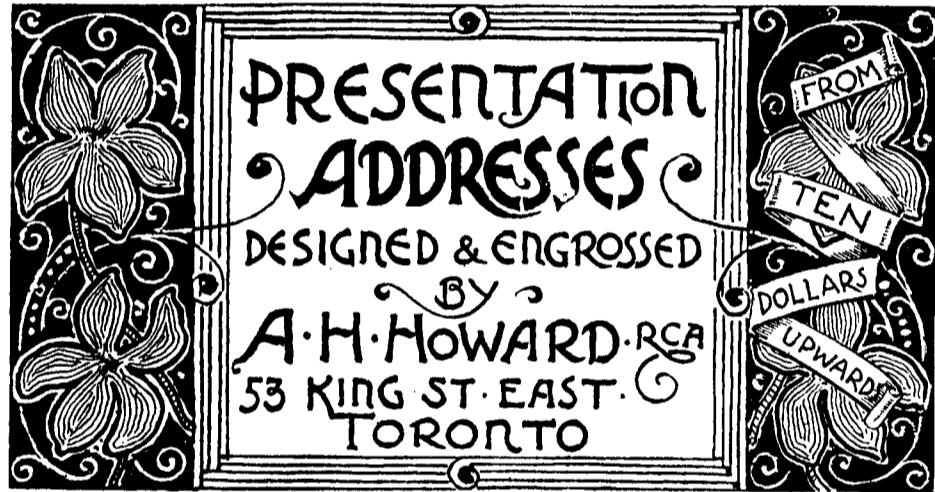 PRESENTATION
ADDRESSES
DESIGNED & ENGROSSED
BY
A·H·HOWARD·RCA
53 KING ST·EAST·
TORONTO
FROM
TEN
DOLLARS
UPWARDS